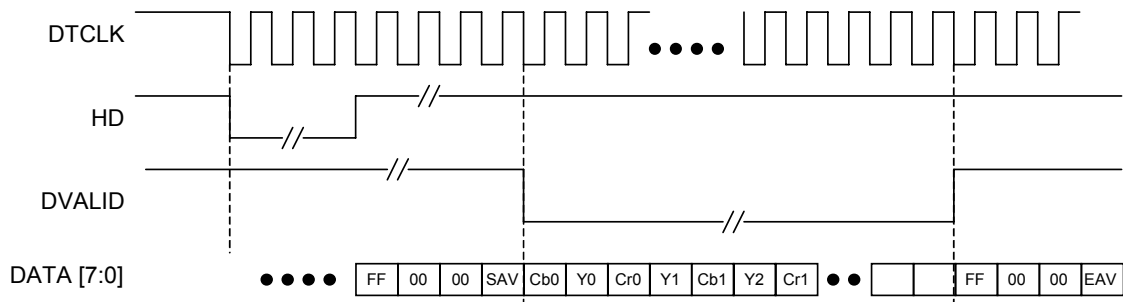 DTCLK
HD
DVALID
DATA [7:0] FF 00 00 SAV Cb0 Y0 Cr0 Y1 Cb1 Y2 Cr1 FF 00 00 EAV